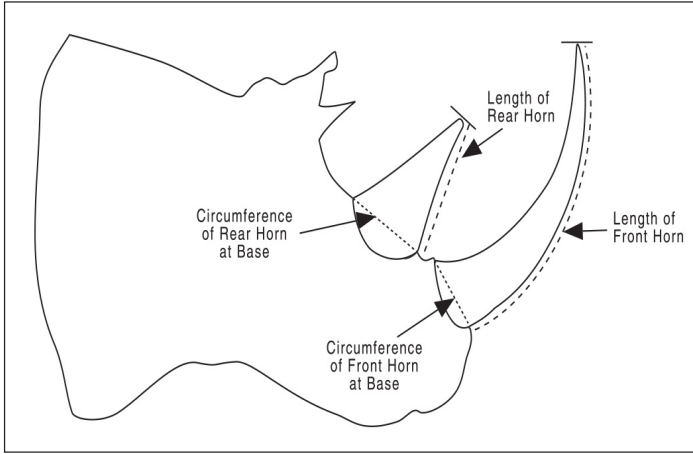 Length of
Rear Horn
Circumference
of Rear Horn
at Base
Length of
Front Horn
Circumference
of Front Horn
at Base